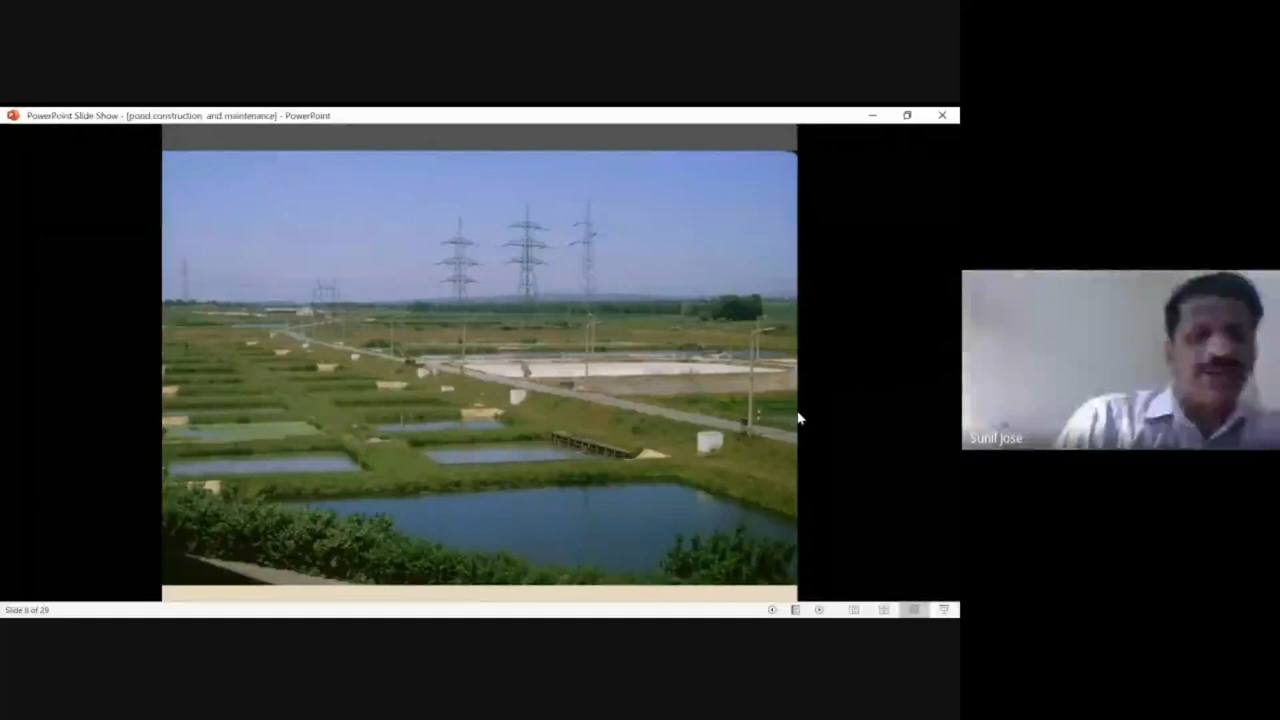 PowerPoint Slide Show - [pond construction and maintenance] - PowerPoint
Sunil Jose
Slide 8 of 29